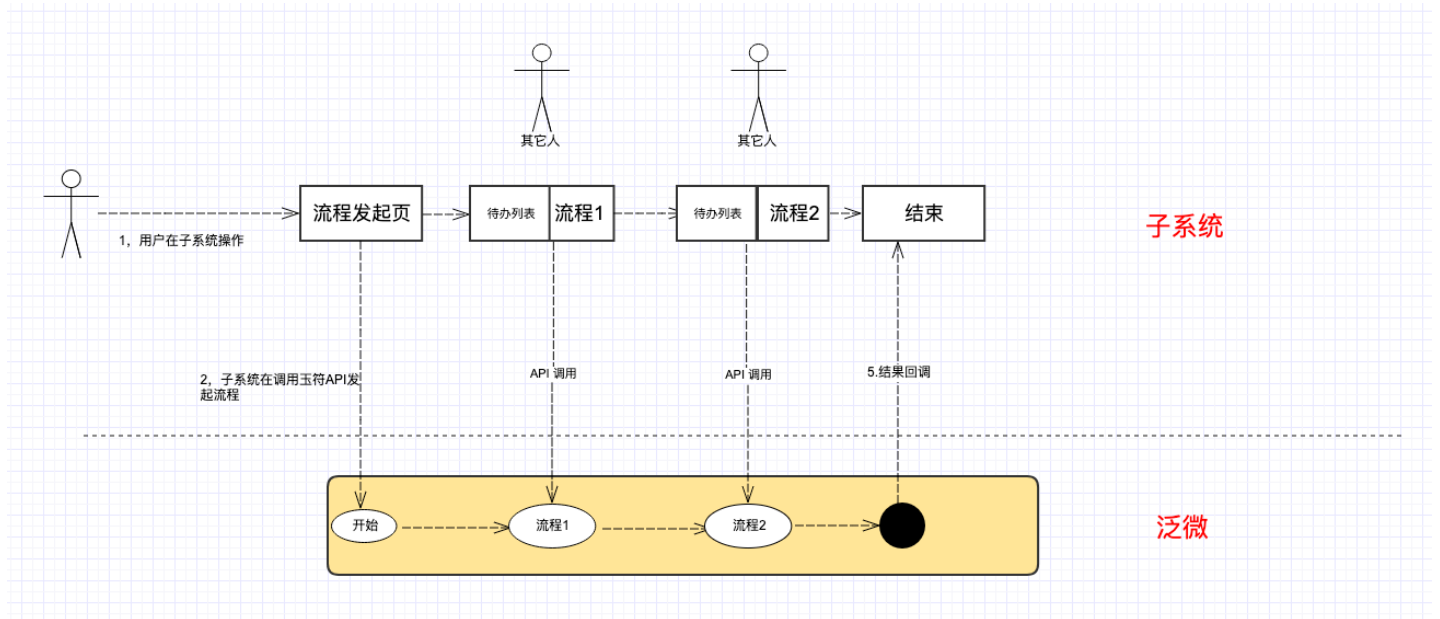 其它人
其它人
流程发起页
待办列表
流程1
待办列表
流程2
结束
子系统
1，用户在子系统操作
2，子系统在调用玉符API发
起流程
API 调用
API 调用
5.结果回调
开始
流程1
流程2
泛微